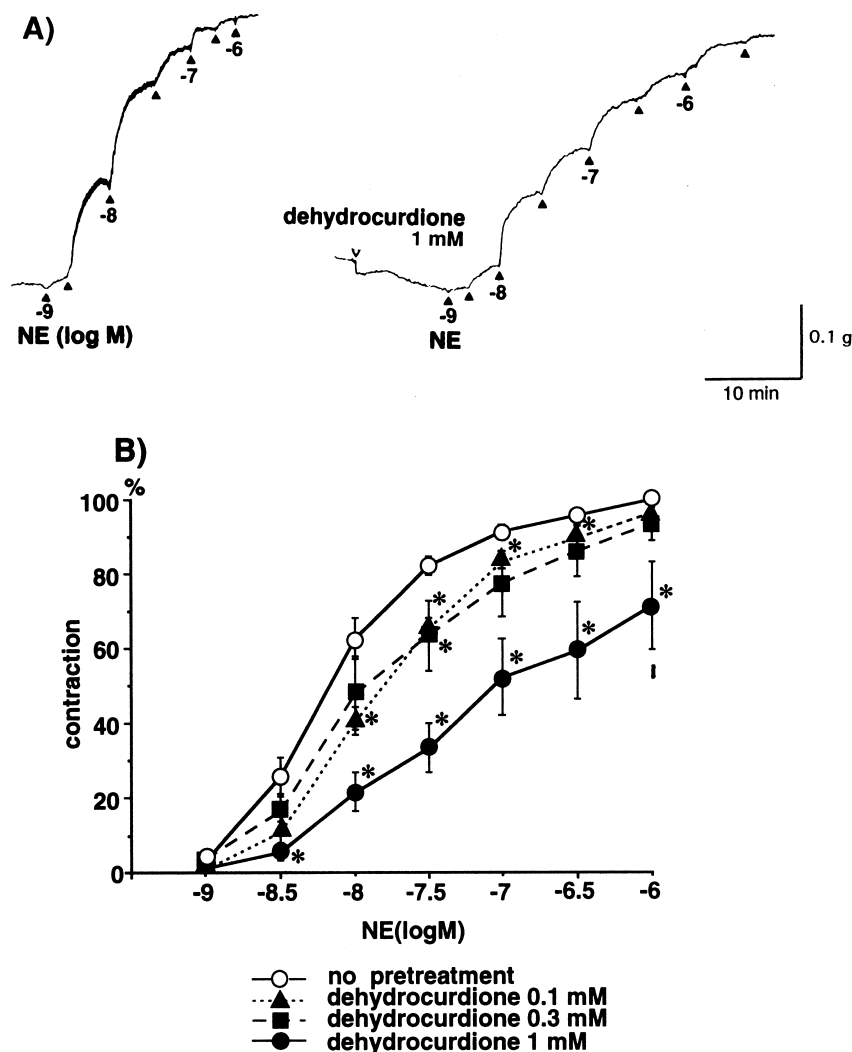 A)
-6
-7
-8
-9
NE (log M)
dehydrocurdione
1 mM
-6
-7
-8
-9
NE
0.1 g
10 min
B)
%
100
80
60
40
20
0
contraction
* * * * * * * * * * * *
-9 -8.5 -8 -7.5 -7 -6.5 -6
NE(logM)
no pretreatment
dehydrocurdione 0.1 mM
dehydrocurdione 0.3 mM
dehydrocurdione 1 mM